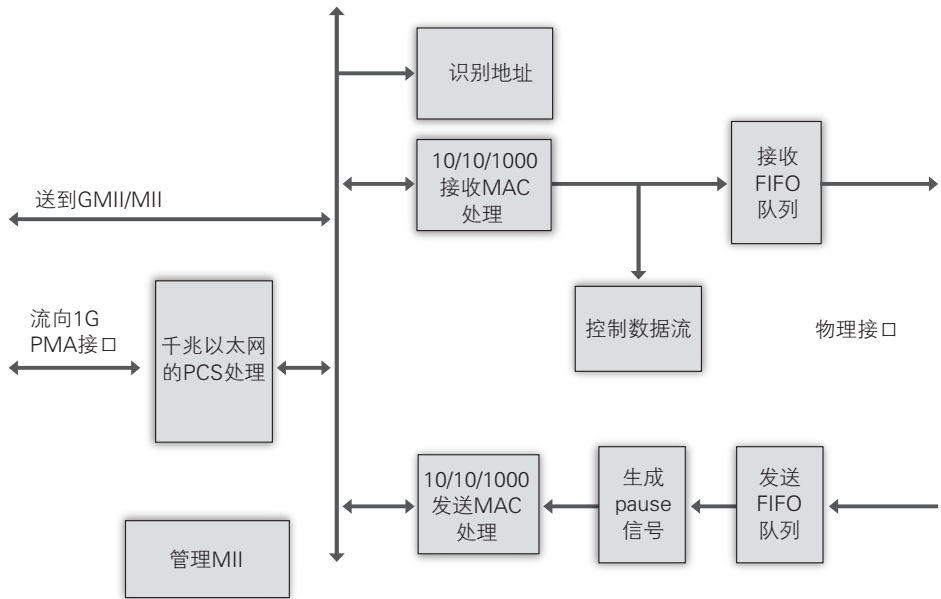 识别地址
10/10/1000
接收MAC
处理
接收
FIFO
队列
送到GMII/MII
流向1G
PMA接口
千兆以太网
的PCS处理
控制数据流
物理接口
10/10/1000
发送MAC
处理
生成
pause
信号
发送
FIFO
队列
管理MII